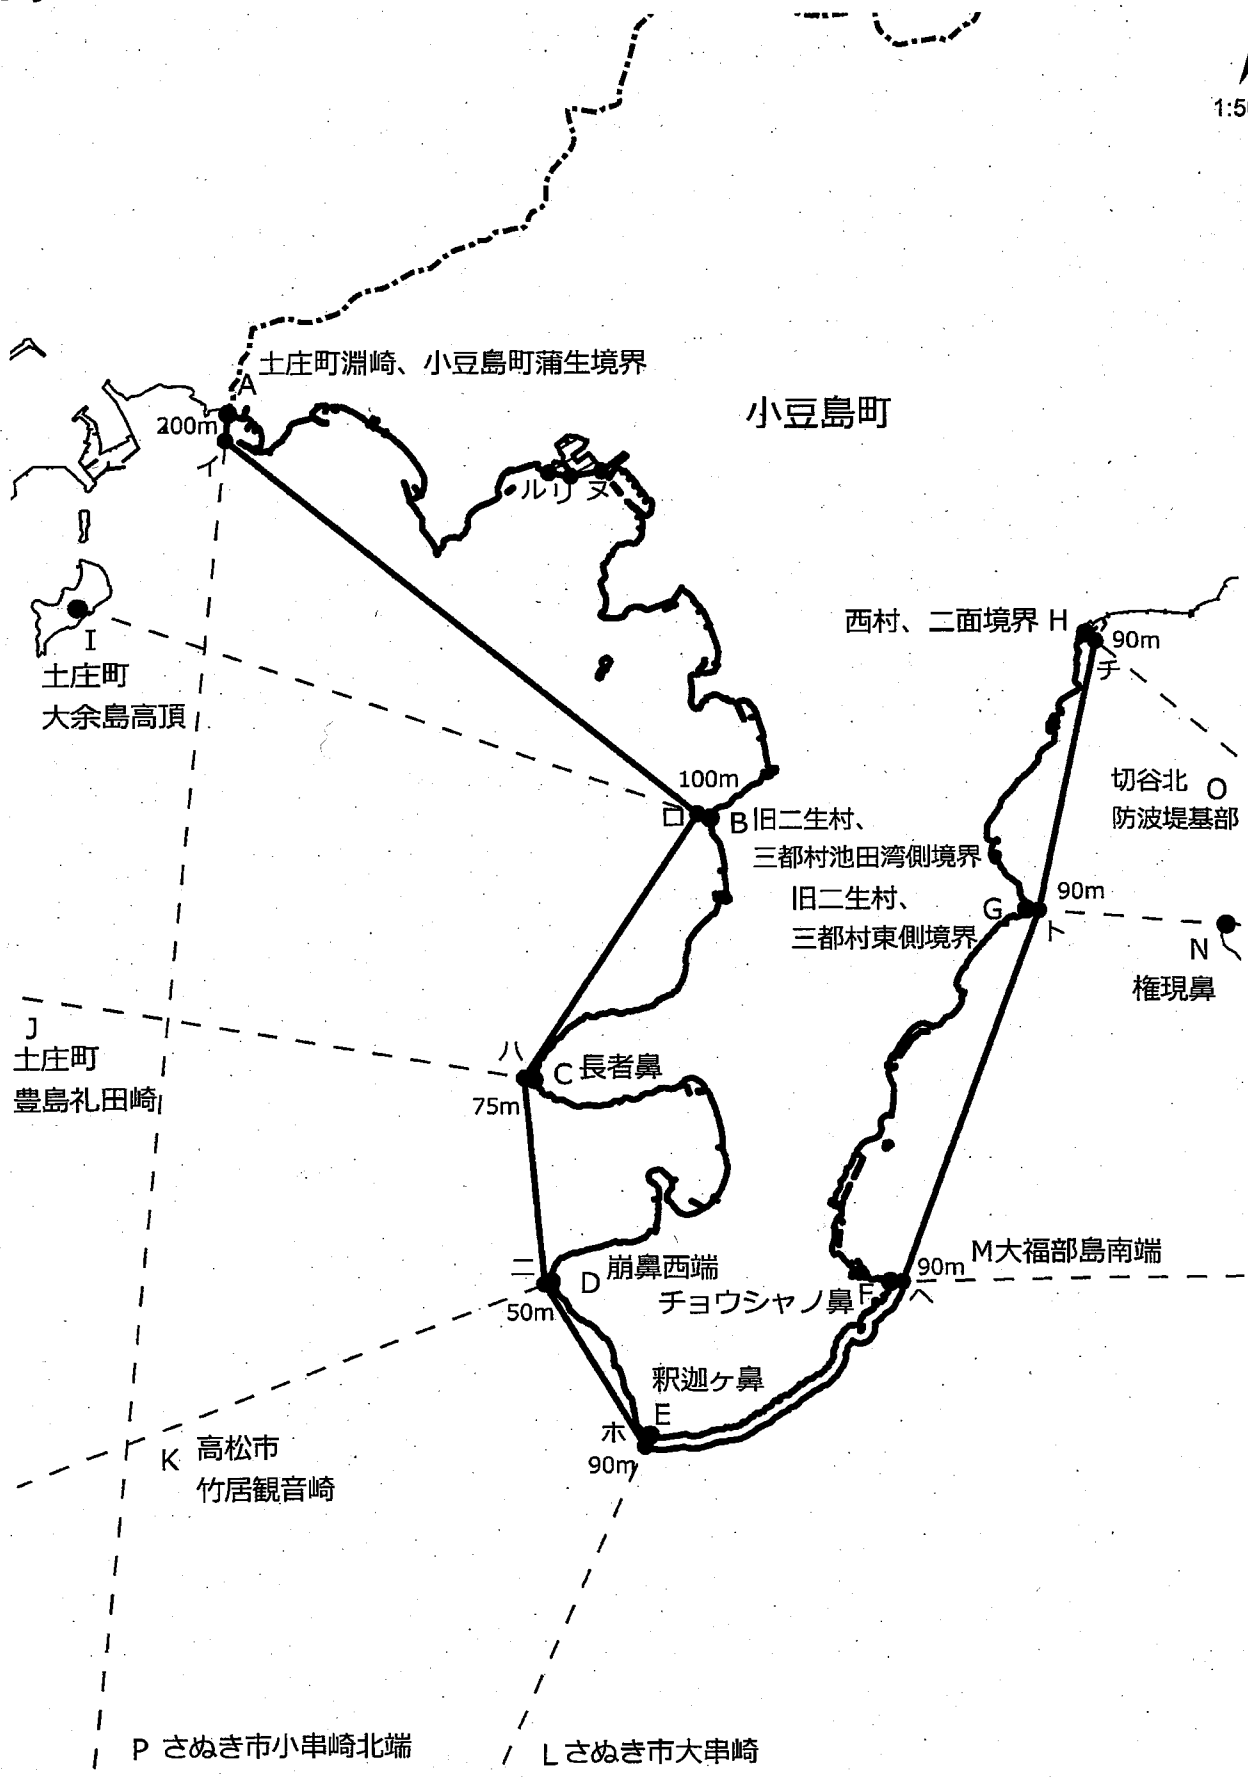 1:50
土庄町淵崎、小豆島町蒲生境界
A
小豆島町
200m
イ
ル
リ
ヌ
西村、二面境界 H
90m
チ
I
土庄町
大余島高頂
100m
ロ
B
旧二生村、
三都村池田湾側境界
切谷北 O
防波堤基部
旧二生村、
三都村東側境界
G
90m
ト
N
権現鼻
J
土庄町
豊島礼田崎
ハ
C 長者鼻
75m
M大福部島南端
ニ
D 崩鼻西端
90m
50m
チョウシャノ鼻 F
ヘ
釈迦ヶ鼻
E
ホ
90m
K 高松市
竹居観音崎
P さぬき市小串崎北端
L さぬき市大串崎